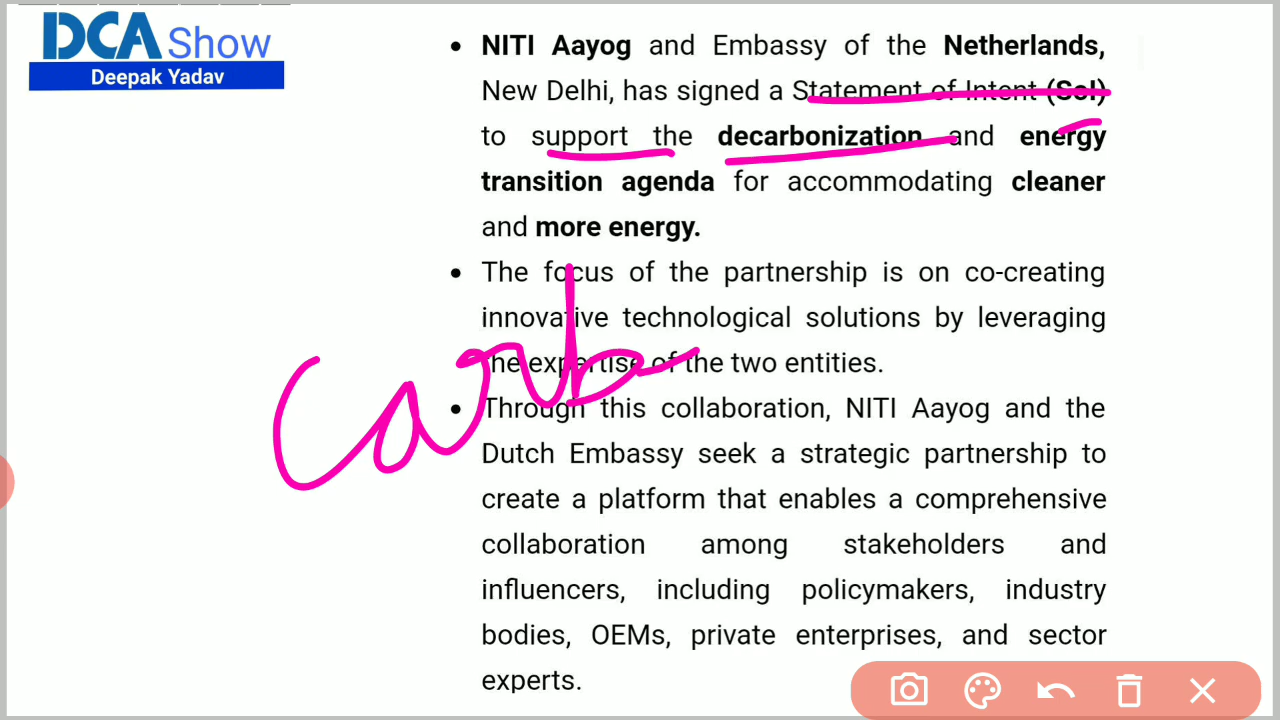 DCA Show
Deepak Yadav
• NITI Aayog and Embassy of the Netherlands,
New Delhi, has signed a Statement of Intent (SoI)
to support the decarbonization and energy
transition agenda for accommodating cleaner
and more energy.
• The focus of the partnership is on co-creating
innovative technological solutions by leveraging
the expertise of the two entities.
• Through this collaboration, NITI Aayog and the
Dutch Embassy seek a strategic partnership to
create a platform that enables a comprehensive
collaboration among stakeholders and
influencers, including policymakers, industry
bodies, OEMs, private enterprises, and sector
experts.
Carb